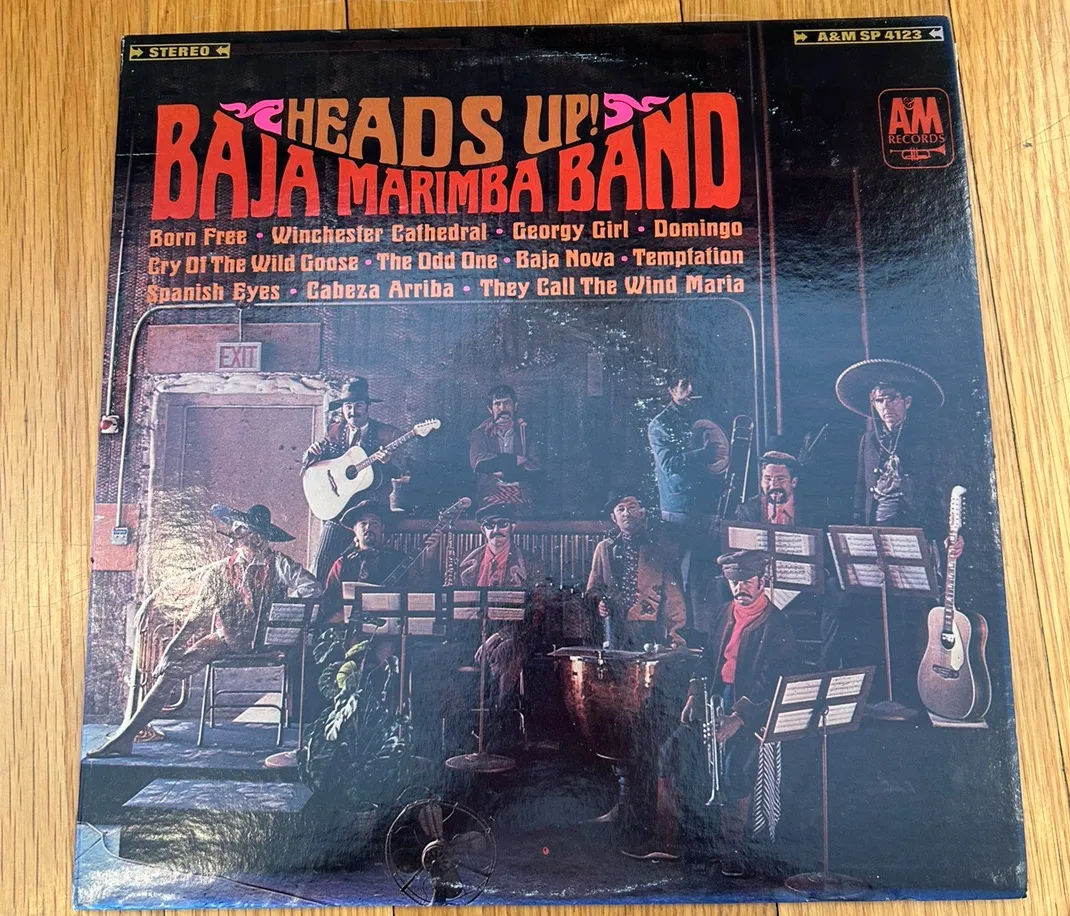 STEREO
A&M SP 4123
HEADS UP!
BAJA MARIMBA BAND
A&M
RECORDS
Born Free • Winchester Cathedral • Georgy Girl • Domingo
Cry Of The Wild Goose • The Odd One • Baja Nova • Temptation
Spanish Eyes • Cabeza Arriba • They Call The Wind Maria
EXIT